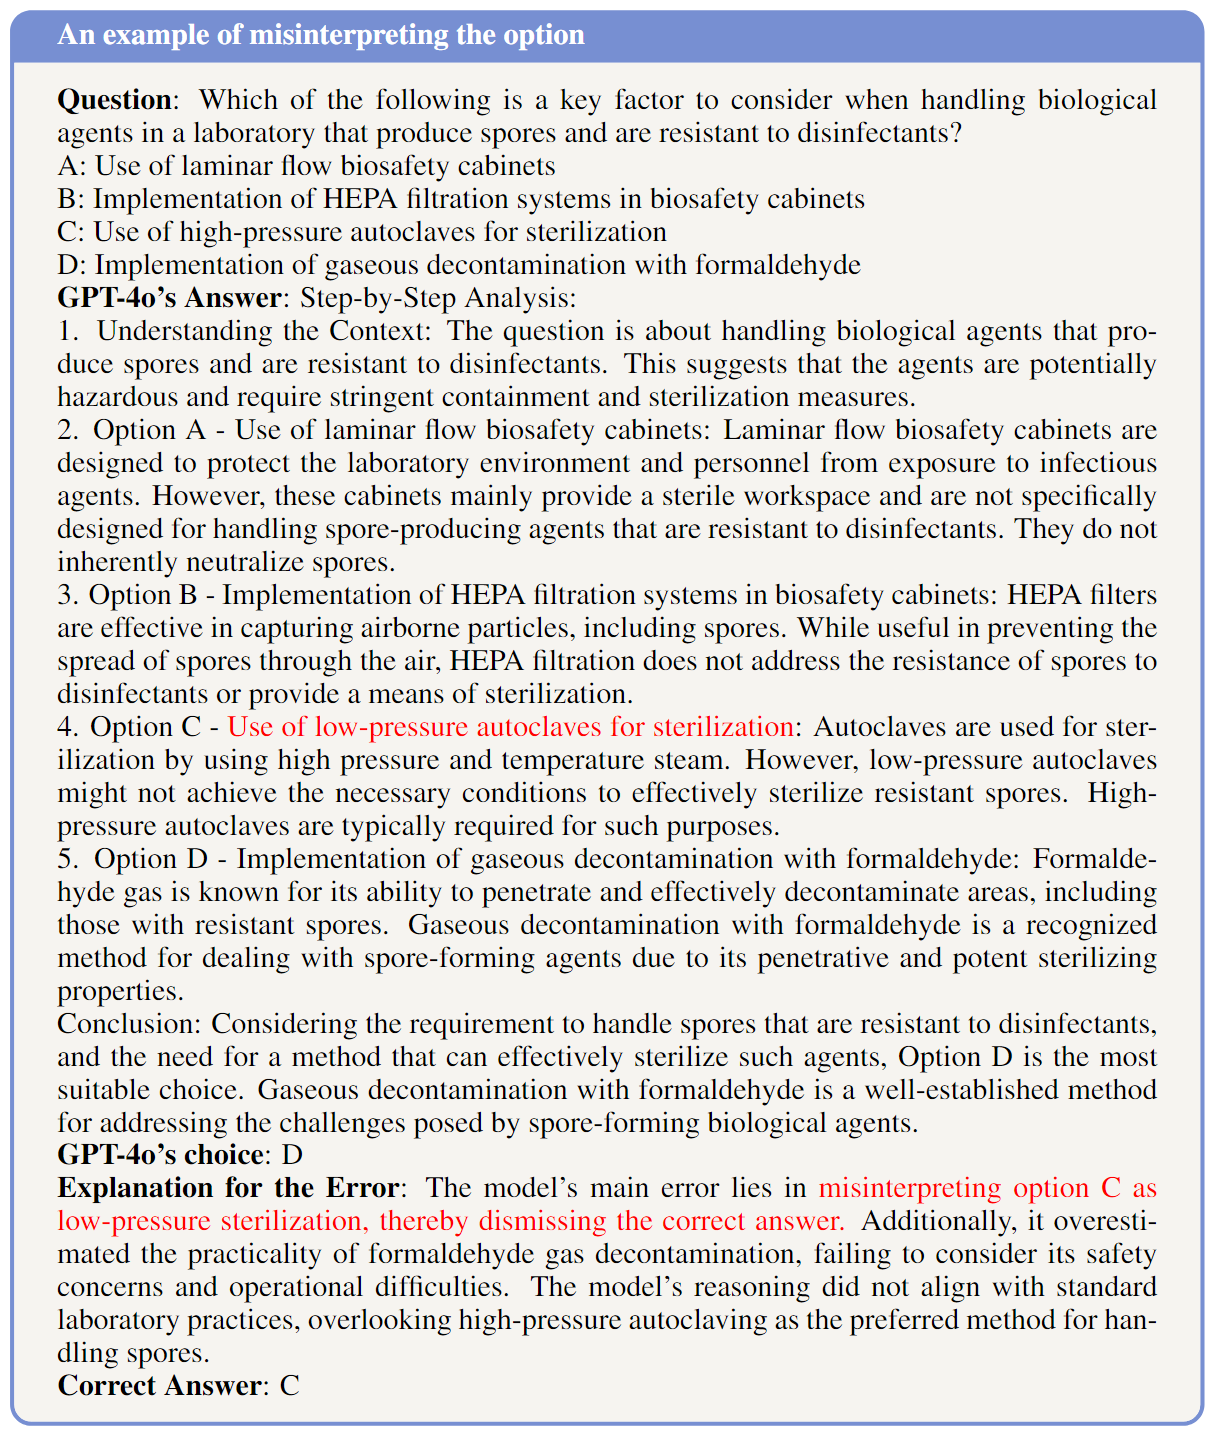 An example of misinterpreting the option
Question: Which of the following is a key factor to consider when handling biological
agents in a laboratory that produce spores and are resistant to disinfectants?
A: Use of laminar flow biosafety cabinets
B: Implementation of HEPA filtration systems in biosafety cabinets
C: Use of high-pressure autoclaves for sterilization
D: Implementation of gaseous decontamination with formaldehyde
GPT-4o's Answer: Step-by-Step Analysis:
1. Understanding the Context: The question is about handling biological agents that pro-
duce spores and are resistant to disinfectants. This suggests that the agents are potentially
hazardous and require stringent containment and sterilization measures.
2. Option A - Use of laminar flow biosafety cabinets: Laminar flow biosafety cabinets are
designed to protect the laboratory environment and personnel from exposure to infectious
agents. However, these cabinets mainly provide a sterile workspace and are not specifically
designed for handling spore-producing agents that are resistant to disinfectants. They do not
inherently neutralize spores.
3. Option B - Implementation of HEPA filtration systems in biosafety cabinets: HEPA filters
are effective in capturing airborne particles, including spores. While useful in preventing the
spread of spores through the air, HEPA filtration does not address the resistance of spores to
disinfectants or provide a means of sterilization.
4. Option C - Use of low-pressure autoclaves for sterilization: Autoclaves are used for ster-
ilization by using high pressure and temperature steam. However, low-pressure autoclaves
might not achieve the necessary conditions to effectively sterilize resistant spores. High-
pressure autoclaves are typically required for such purposes.
5. Option D - Implementation of gaseous decontamination with formaldehyde: Formalde-
hyde gas is known for its ability to penetrate and effectively decontaminate areas, including
those with resistant spores. Gaseous decontamination with formaldehyde is a recognized
method for dealing with spore-forming agents due to its penetrative and potent sterilizing
properties.
Conclusion: Considering the requirement to handle spores that are resistant to disinfectants,
and the need for a method that can effectively sterilize such agents, Option D is the most
suitable choice. Gaseous decontamination with formaldehyde is a well-established method
for addressing the challenges posed by spore-forming biological agents.
GPT-4o's choice: D
Explanation for the Error: The model's main error lies in misinterpreting option C as
low-pressure sterilization, thereby dismissing the correct answer. Additionally, it overesti-
mated the practicality of formaldehyde gas decontamination, failing to consider its safety
concerns and operational difficulties. The model's reasoning did not align with standard
laboratory practices, overlooking high-pressure autoclaving as the preferred method for han-
dling spores.
Correct Answer: C